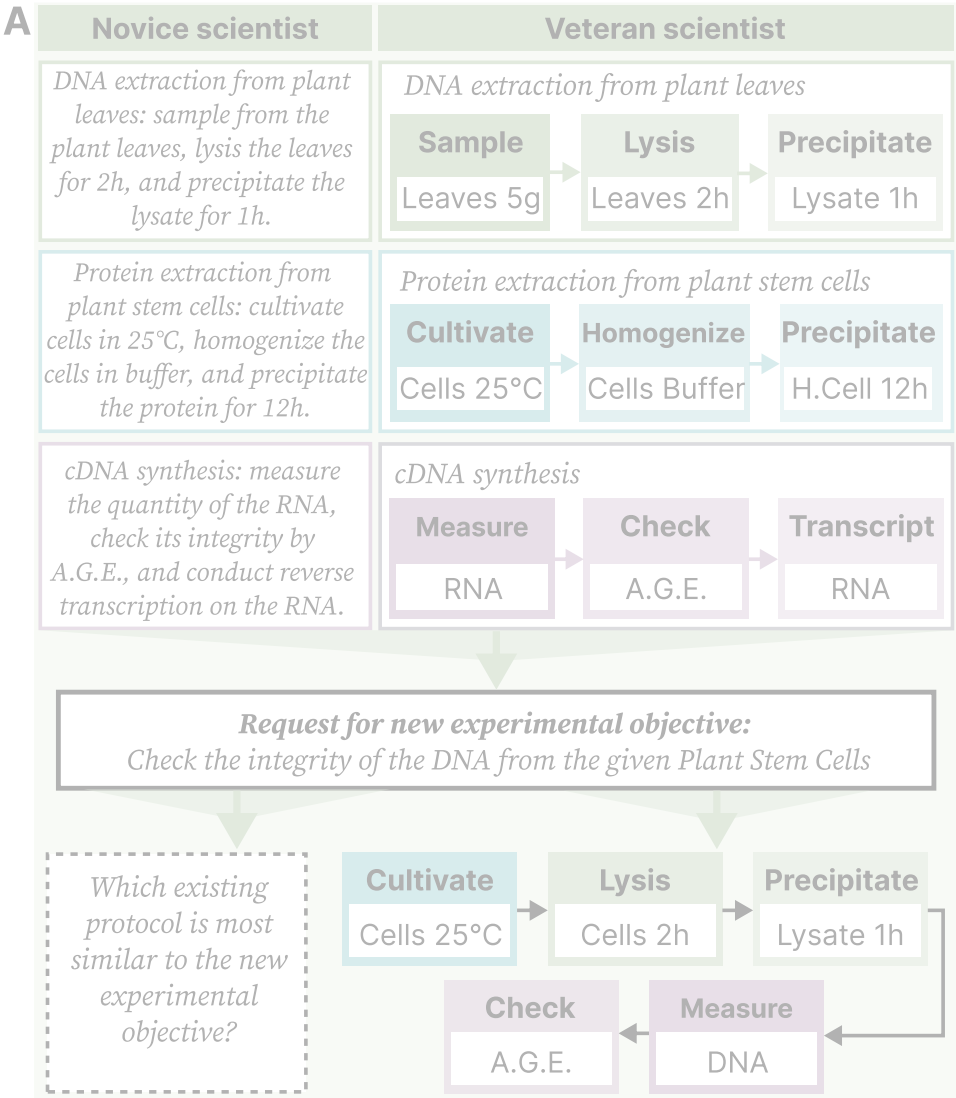 A
Novice scientist
Veteran scientist
DNA extraction from plant
leaves: sample from the
plant leaves, lysis the leaves
for 2h, and precipitate the
lysate for 1h.
DNA extraction from plant leaves
Sample
Lysis
Precipitate
Leaves 5g
Leaves 2h
Lysate 1h
Protein extraction from
plant stem cells: cultivate
cells in 25°C, homogenize the
cells in buffer, and precipitate
the protein for 12h.
Protein extraction from plant stem cells
Cultivate
Homogenize
Precipitate
Cells 25°C
Cells Buffer
H.Cell 12h
cDNA synthesis: measure
the quantity of the RNA,
check its integrity by
A.G.E., and conduct reverse
transcription on the RNA.
cDNA synthesis
Measure
Check
Transcript
RNA
A.G.E.
RNA
Request for new experimental objective:
Check the integrity of the DNA from the given Plant Stem Cells
Which existing
protocol is most
similar to the new
experimental
objective?
Cultivate
Lysis
Precipitate
Cells 25°C
Cells 2h
Lysate 1h
Check
Measure
A.G.E.
DNA